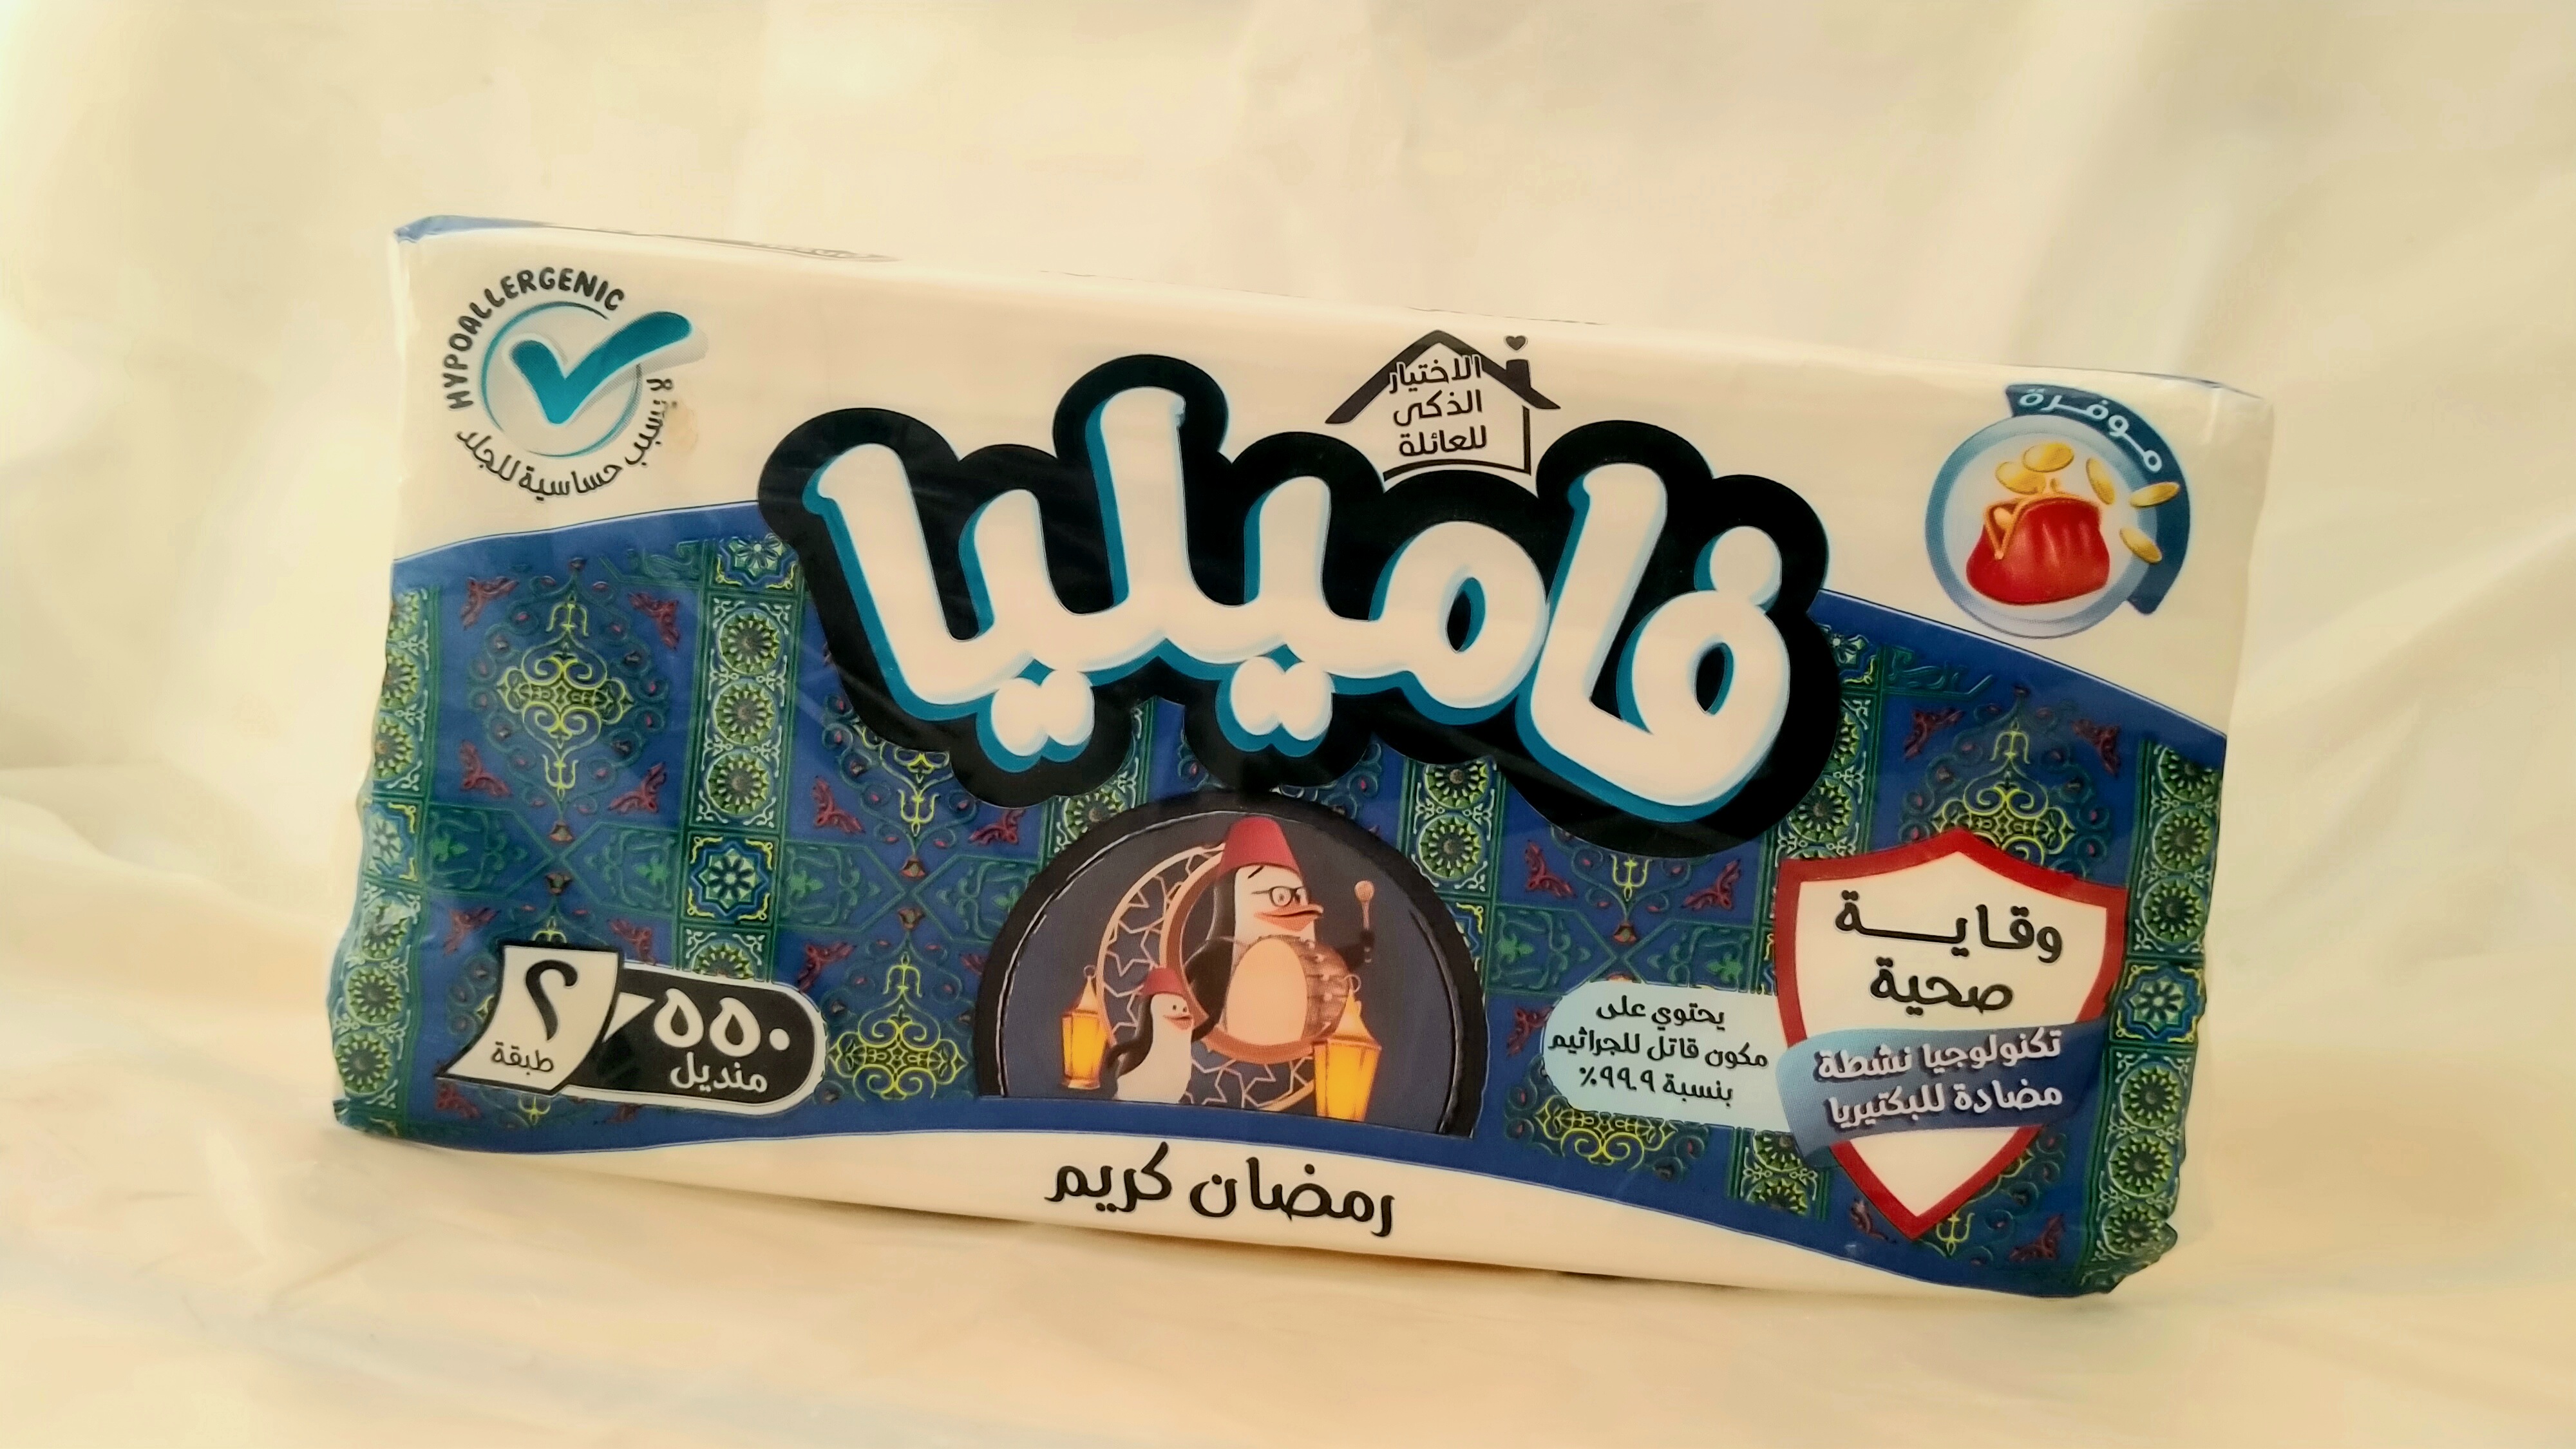 HYPOALLERGENIC
لا يسبب حساسية للجلد
الاختيار
الذكى
للعائلة
موفرة
فاميليا
وقاية
صحية
تكنولوجيا نشطة
مضادة للبكتيريا
يحتوي على
مكون قاتل للجراثيم
بنسبة ٩٩.٩٪
٥٥٠
منديل
٢
طبقة
رمضان كريم